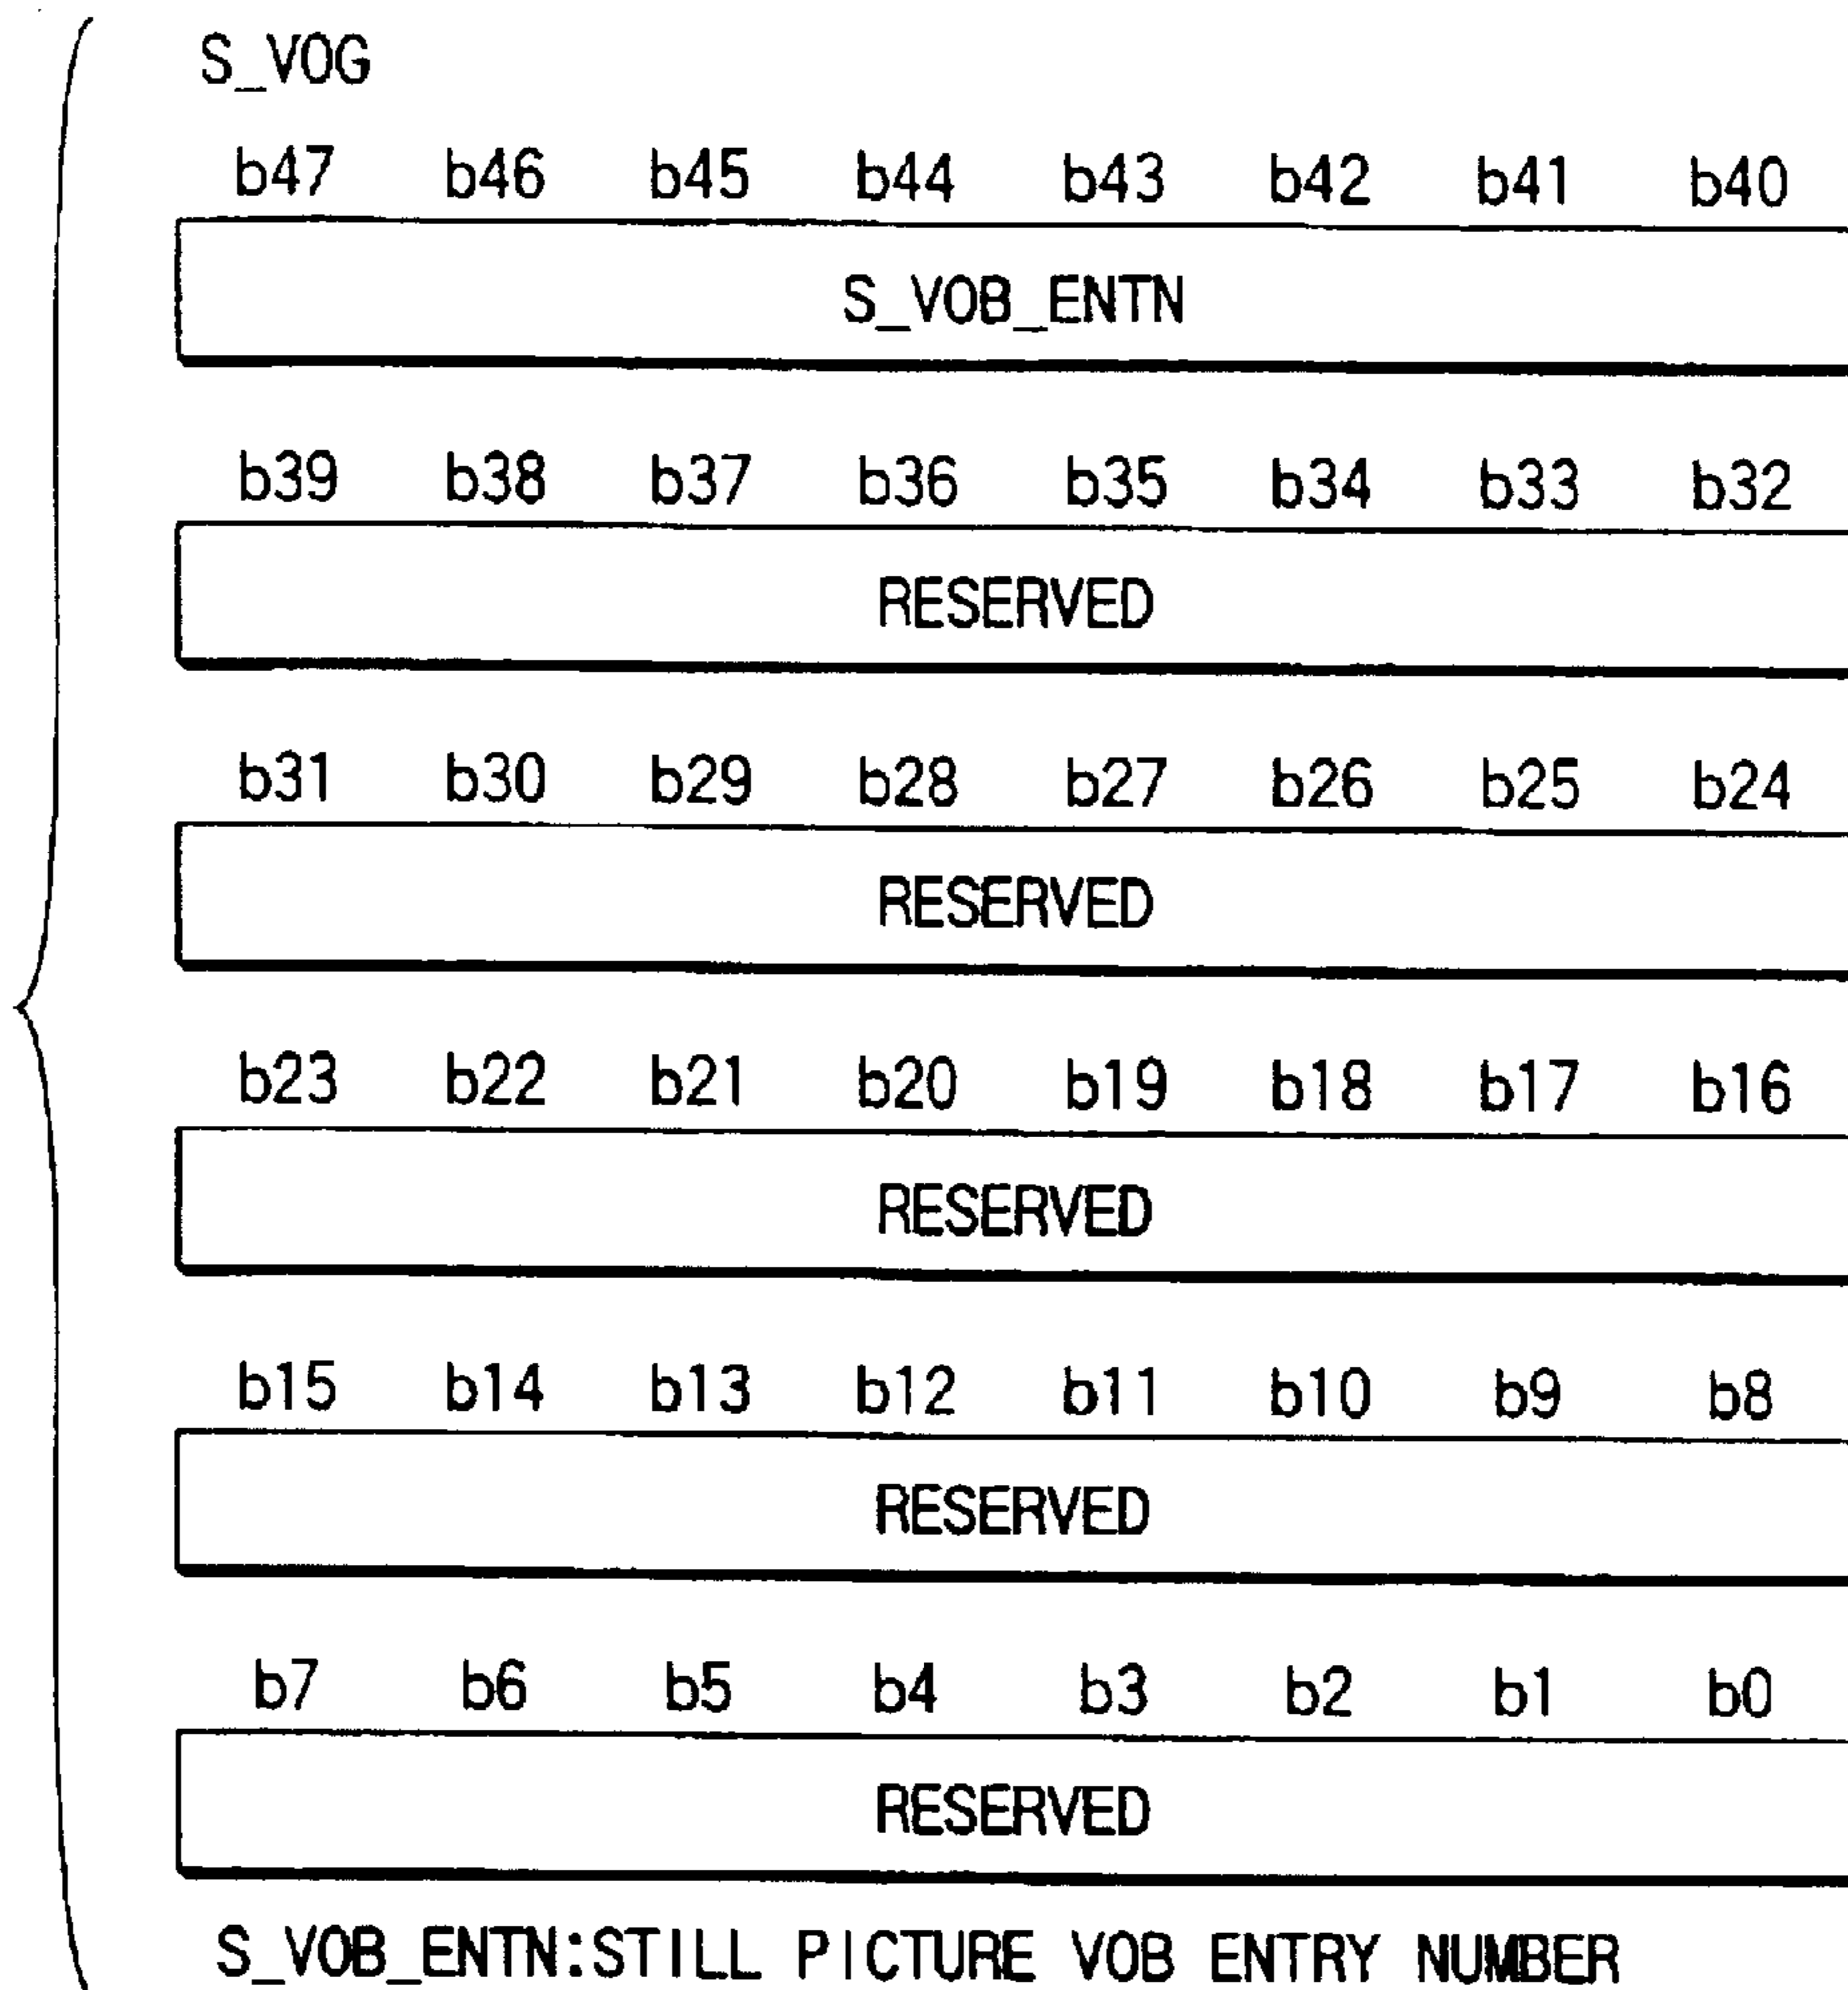 S_VOG
b47 b46 b45 b44 b43 b42 b41 b40
S_VOB_ENTN
b39 b38 b37 b36 b35 b34 b33 b32
RESERVED
b31 b30 b29 b28 b27 b26 b25 b24
RESERVED
b23 b22 b21 b20 b19 b18 b17 b16
RESERVED
b15 b14 b13 b12 b11 b10 b9 b8
RESERVED
b7 b6 b5 b4 b3 b2 b1 b0
RESERVED
S_VOB_ENTN:STILL PICTURE VOB ENTRY NUMBER